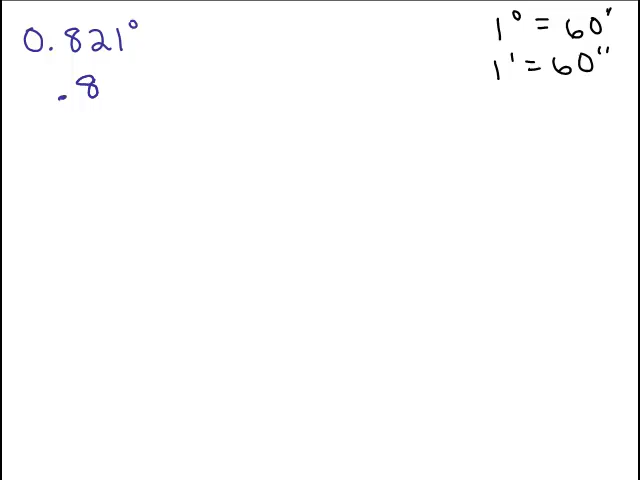 0.821°
.8
1° = 60'
1' = 60''